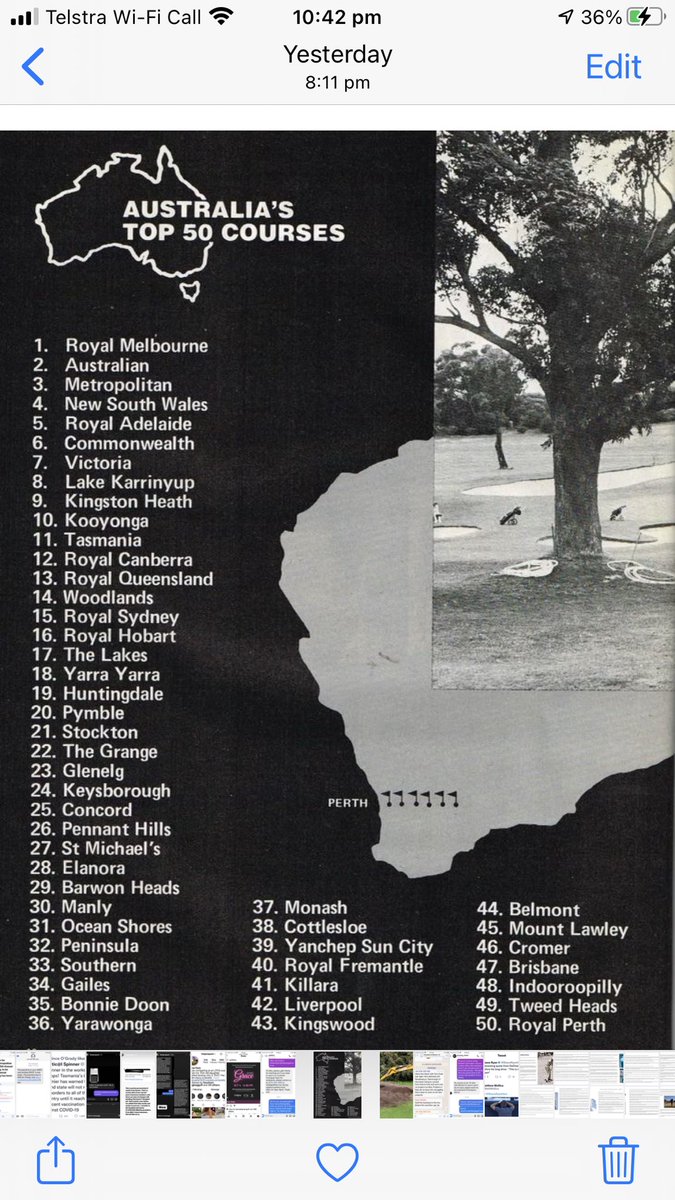 Telstra Wi-Fi Call 10:42 pm 36%
Yesterday
8:11 pm
Edit
AUSTRALIA'S
TOP 50 COURSES
1. Royal Melbourne
2. Australian
3. Metropolitan
4. New South Wales
5. Royal Adelaide
6. Commonwealth
7. Victoria
8. Lake Karrinyup
9. Kingston Heath
10. Kooyonga
11. Tasmania
12. Royal Canberra
13. Royal Queensland
14. Woodlands
15. Royal Sydney
16. Royal Hobart
17. The Lakes
18. Yarra Yarra
19. Huntingdale
20. Pymble
21. Stockton
22. The Grange
23. Glenelg
24. Keysborough
25. Concord
26. Pennant Hills
27. St Michael's
28. Elanora
29. Barwon Heads
30. Manly
31. Ocean Shores
32. Peninsula
33. Southern
34. Gailes
35. Bonnie Doon
36. Yarawonga
PERTH
37. Monash
38. Cottlesloe
39. Yanchep Sun City
40. Royal Fremantle
41. Killara
42. Liverpool
43. Kingswood
44. Belmont
45. Mount Lawley
46. Cromer
47. Brisbane
48. Indooroopilly
49. Tweed Heads
50. Royal Perth